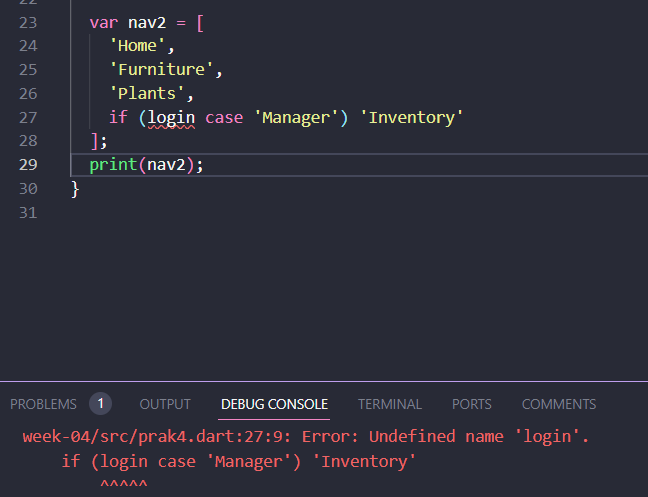 22
23 var nav2 = [
24 'Home',
25 'Furniture',
26 'Plants',
27 if (login case 'Manager') 'Inventory'
28 ];
29 print(nav2);
30 }
31
PROBLEMS 1 OUTPUT DEBUG CONSOLE TERMINAL PORTS COMMENTS
week-04/src/prak4.dart:27:9: Error: Undefined name 'login'.
if (login case 'Manager') 'Inventory'
^^^^^